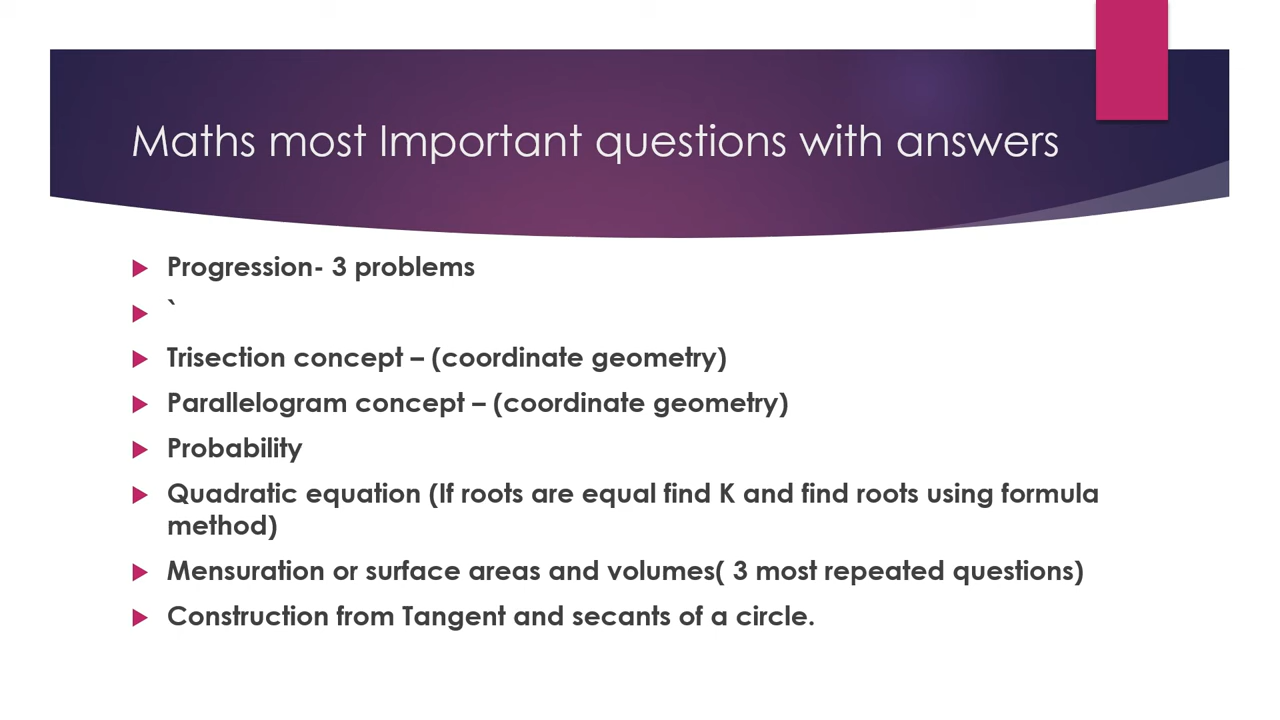 Maths most Important questions with answers
Progression- 3 problems
`
Trisection concept – (coordinate geometry)
Parallelogram concept – (coordinate geometry)
Probability
Quadratic equation (If roots are equal find K and find roots using formula
method)
Mensuration or surface areas and volumes( 3 most repeated questions)
Construction from Tangent and secants of a circle.